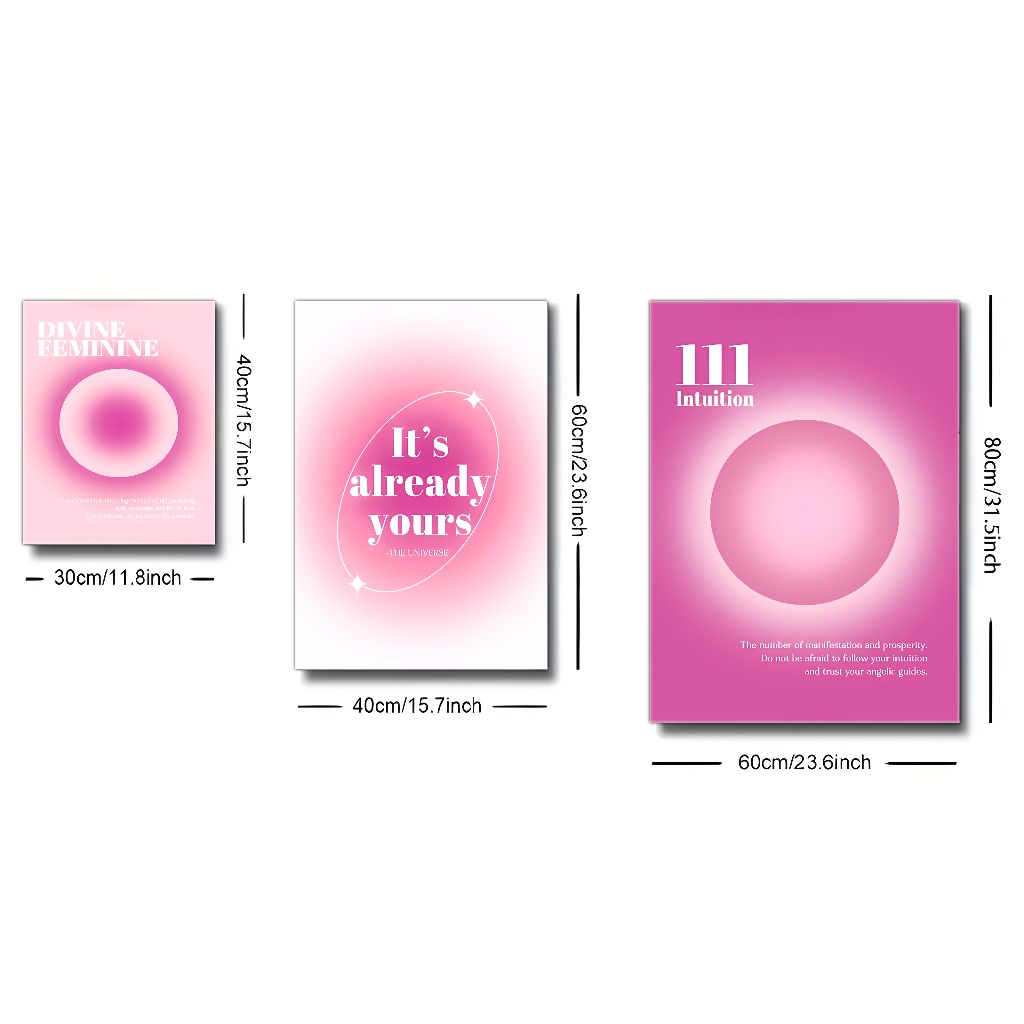 DIVINE
FEMININE
40cm/15.7inch
30cm/11.8inch
It's
already
yours
-THE UNIVERSE
60cm/23.6inch
40cm/15.7inch
111
Intuition
The number of manifestation and prosperity.
Do not be afraid to follow your intuition
and trust your angelic guides.
80cm/31.5inch
60cm/23.6inch